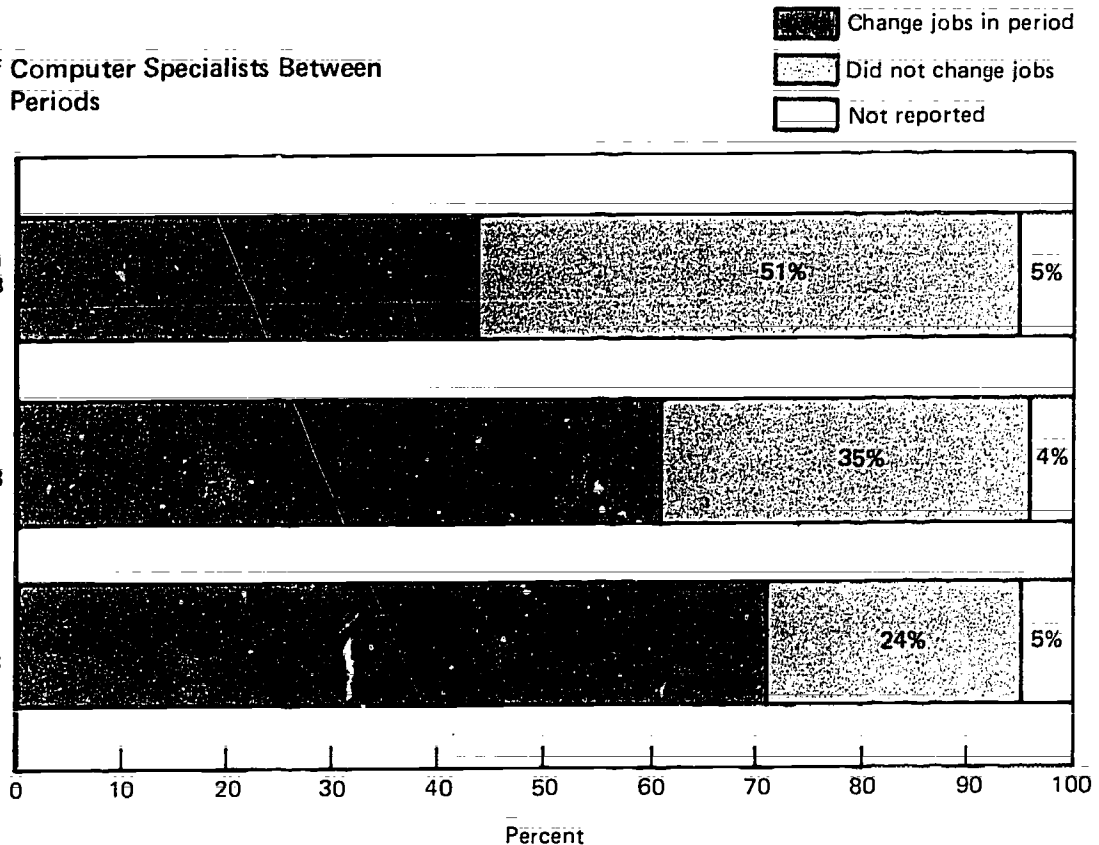 Change jobs in period
Did not change jobs
Not reported
Computer Specialists Between
Periods
51%
5%
35%
4%
24%
5%
0 10 20 30 40 50 60 70 80 90 100
Percent